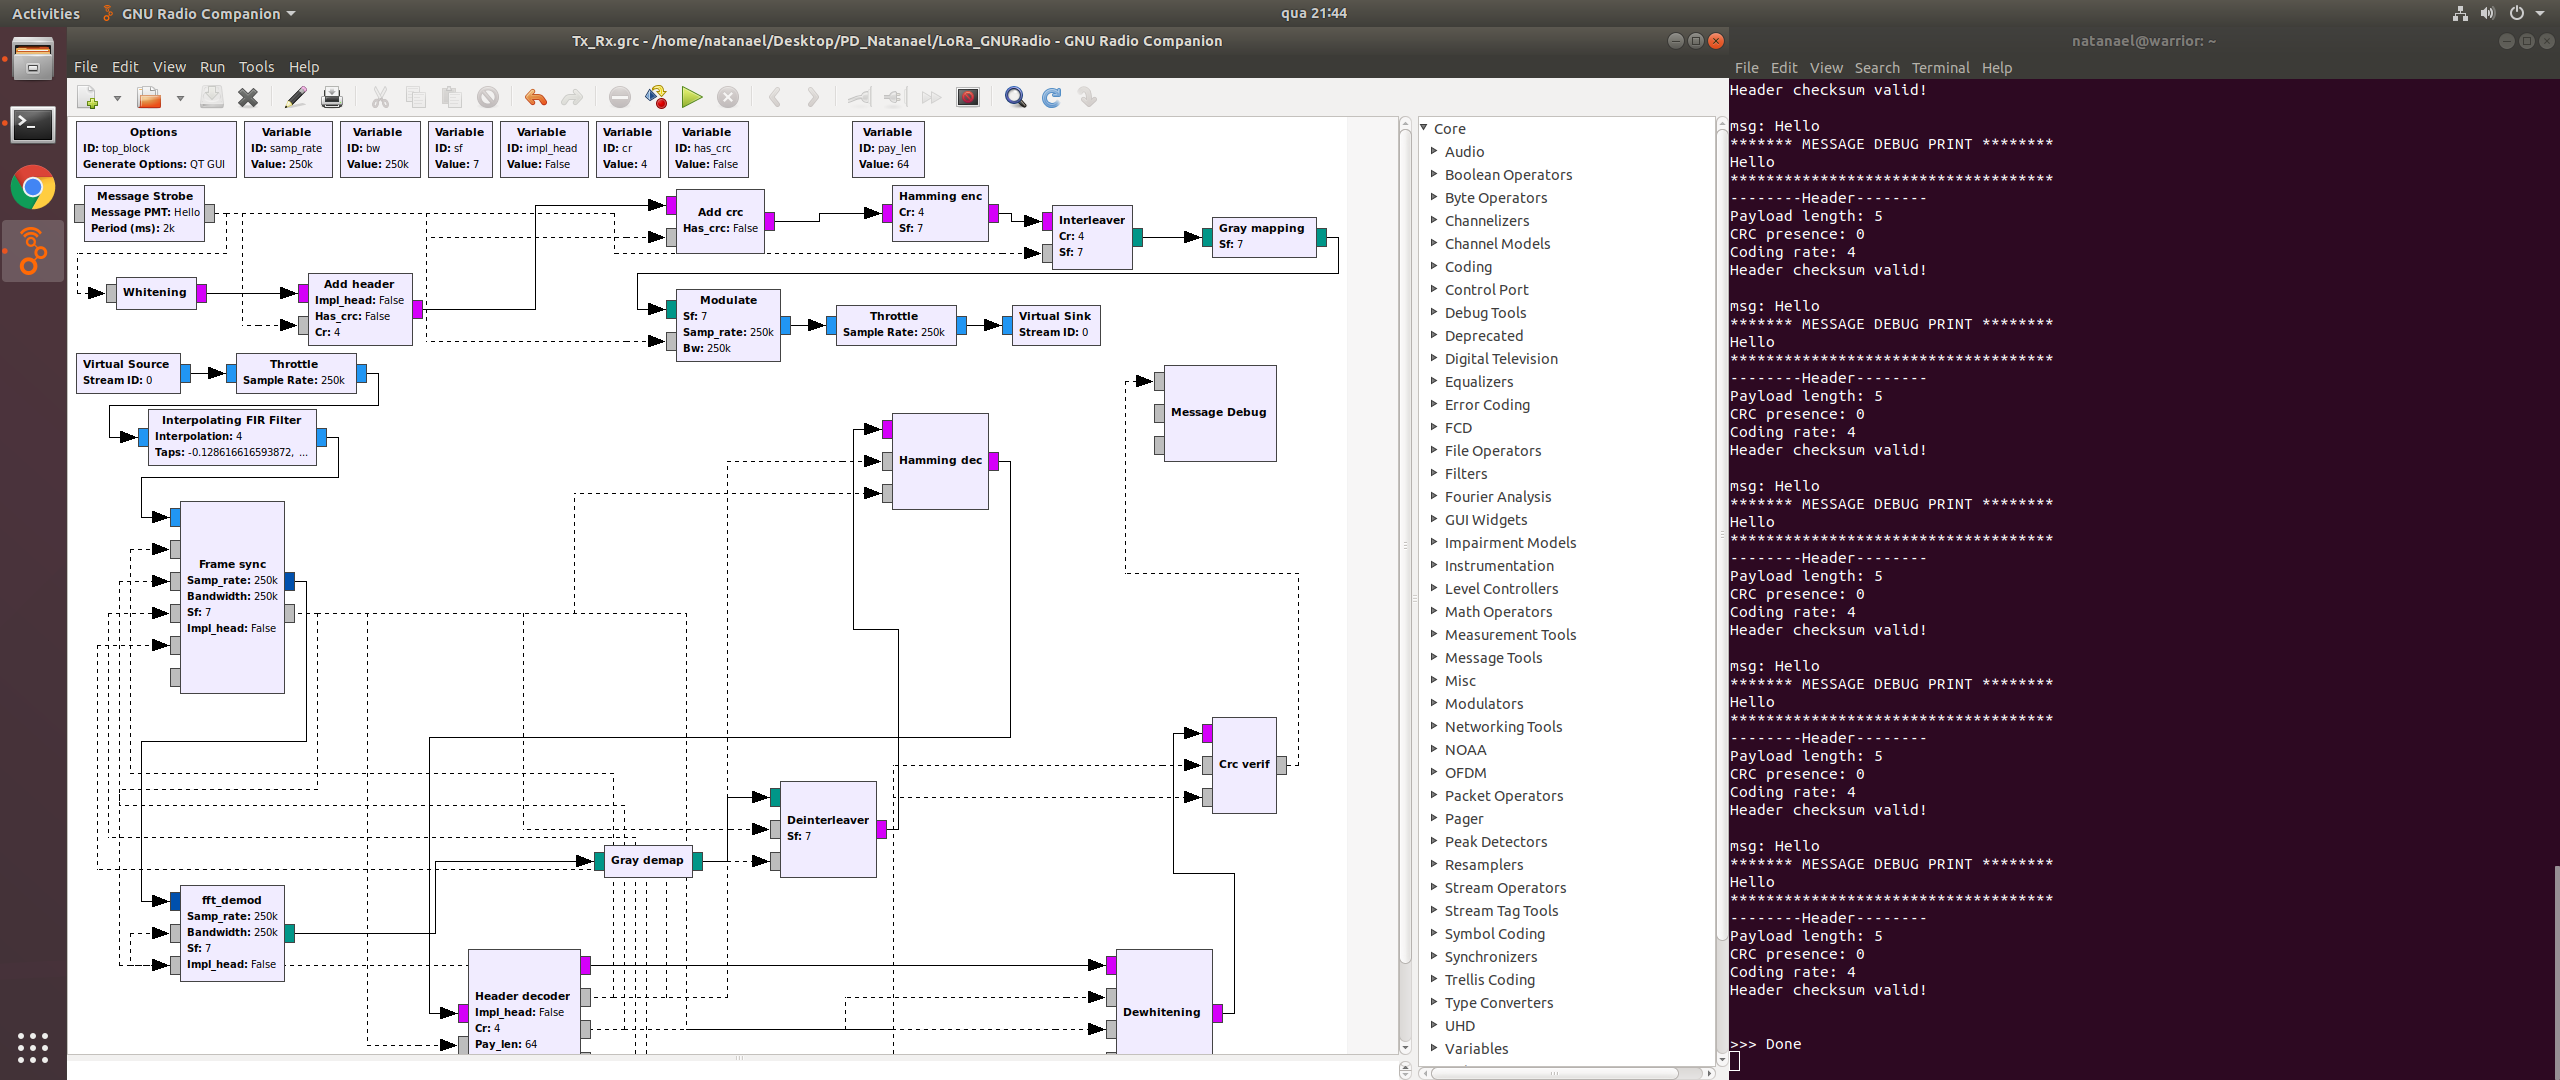 Activities
GNU Radio Companion
qua 21:44
Tx_Rx.grc - /home/natanael/Desktop/PD_Natanael/LoRa_GNURadio - GNU Radio Companion
File Edit View Run Tools Help
Options
ID: top_block
Generate Options: QT GUI
Variable
ID: samp_rate
Value: 250k
Variable
ID: bw
Value: 250k
Variable
ID: sf
Value: 7
Variable
ID: impl_head
Value: False
Variable
ID: cr
Value: 4
Variable
ID: has_crc
Value: False
Variable
ID: pay_len
Value: 64
Message Strobe
Message PMT: Hello
Period (ms): 2k
Add crc
Has_crc: False
Hamming enc
Cr: 4
Sf: 7
Interleaver
Cr: 4
Sf: 7
Gray mapping
Sf: 7
Whitening
Add header
Impl_head: False
Has_crc: False
Cr: 4
Modulate
Sf: 7
Samp_rate: 250k
Bw: 250k
Throttle
Sample Rate: 250k
Virtual Sink
Stream ID: 0
Virtual Source
Stream ID: 0
Throttle
Sample Rate: 250k
Interpolating FIR Filter
Interpolation: 4
Taps: -0.128616616593872, ...
Message Debug
Hamming dec
Frame sync
Samp_rate: 250k
Bandwidth: 250k
Sf: 7
Impl_head: False
Crc verif
Deinterleaver
Sf: 7
Gray demap
fft_demod
Samp_rate: 250k
Bandwidth: 250k
Sf: 7
Impl_head: False
Header decoder
Impl_head: False
Cr: 4
Pay_len: 64
Dewhitening
Core
Audio
Boolean Operators
Byte Operators
Channelizers
Channel Models
Coding
Control Port
Debug Tools
Deprecated
Digital Television
Equalizers
Error Coding
FCD
File Operators
Filters
Fourier Analysis
GUI Widgets
Impairment Models
Instrumentation
Level Controllers
Math Operators
Measurement Tools
Message Tools
Misc
Modulators
Networking Tools
NOAA
OFDM
Packet Operators
Pager
Peak Detectors
Resamplers
Stream Operators
Stream Tag Tools
Symbol Coding
Synchronizers
Trellis Coding
Type Converters
UHD
Variables
natanael@warrior: ~
File Edit View Search Terminal Help
Header checksum valid!
msg: Hello
******* MESSAGE DEBUG PRINT ********
Hello
************************************
--------Header--------
Payload length: 5
CRC presence: 0
Coding rate: 4
Header checksum valid!
msg: Hello
******* MESSAGE DEBUG PRINT ********
Hello
************************************
--------Header--------
Payload length: 5
CRC presence: 0
Coding rate: 4
Header checksum valid!
msg: Hello
******* MESSAGE DEBUG PRINT ********
Hello
************************************
--------Header--------
Payload length: 5
CRC presence: 0
Coding rate: 4
Header checksum valid!
msg: Hello
******* MESSAGE DEBUG PRINT ********
Hello
************************************
--------Header--------
Payload length: 5
CRC presence: 0
Coding rate: 4
Header checksum valid!
msg: Hello
******* MESSAGE DEBUG PRINT ********
Hello
************************************
--------Header--------
Payload length: 5
CRC presence: 0
Coding rate: 4
Header checksum valid!
>>> Done